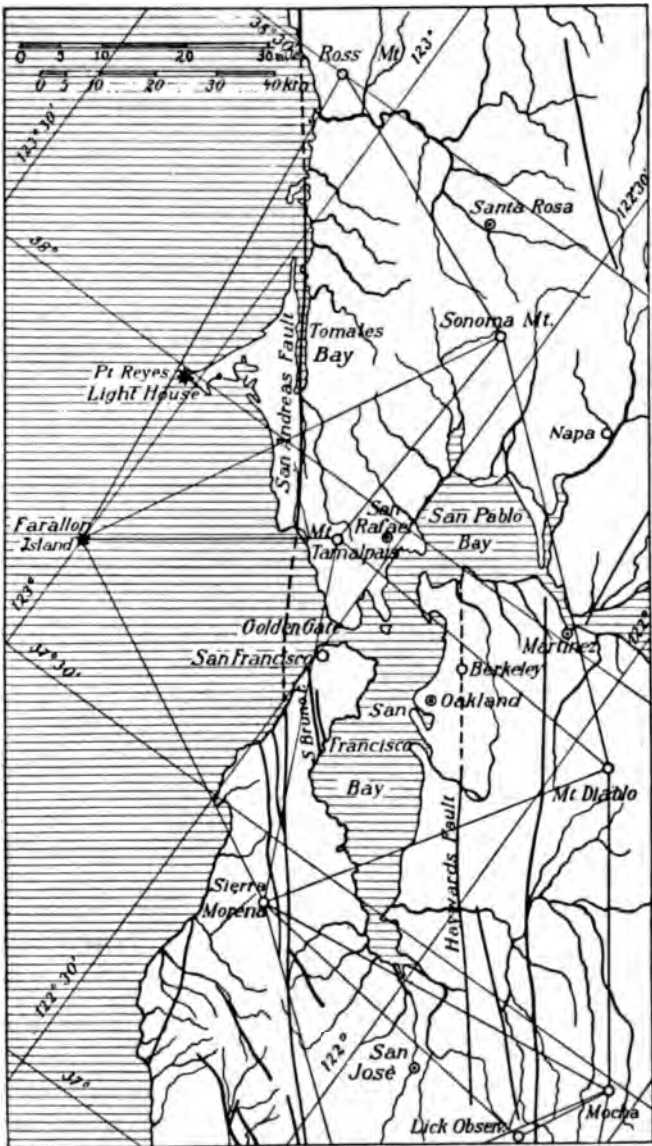 38°30'
Ross Mt
123°
0 5 10 20 30 m
0 5 10 20 30 40 km
123° 30'
122°30'
Santa Rosa
38°
Tomales
Bay
Sonoma Mt.
Pt Reyes
Light House
San Andreas Fault
Napa
Farallon
Island
Mt.
Tamalpais
San
Rafael
San Pablo
Bay
123°
Golden Gate
Martinez
122°
37° 30'
San Francisco
Berkeley
Oakland
S Bruno F.
San
Francisco
Bay
Mt Diablo
Haywards Fault
Sierra
Morena
122° 30'
122°
San
José
37°
Mocha
Lick Observ.